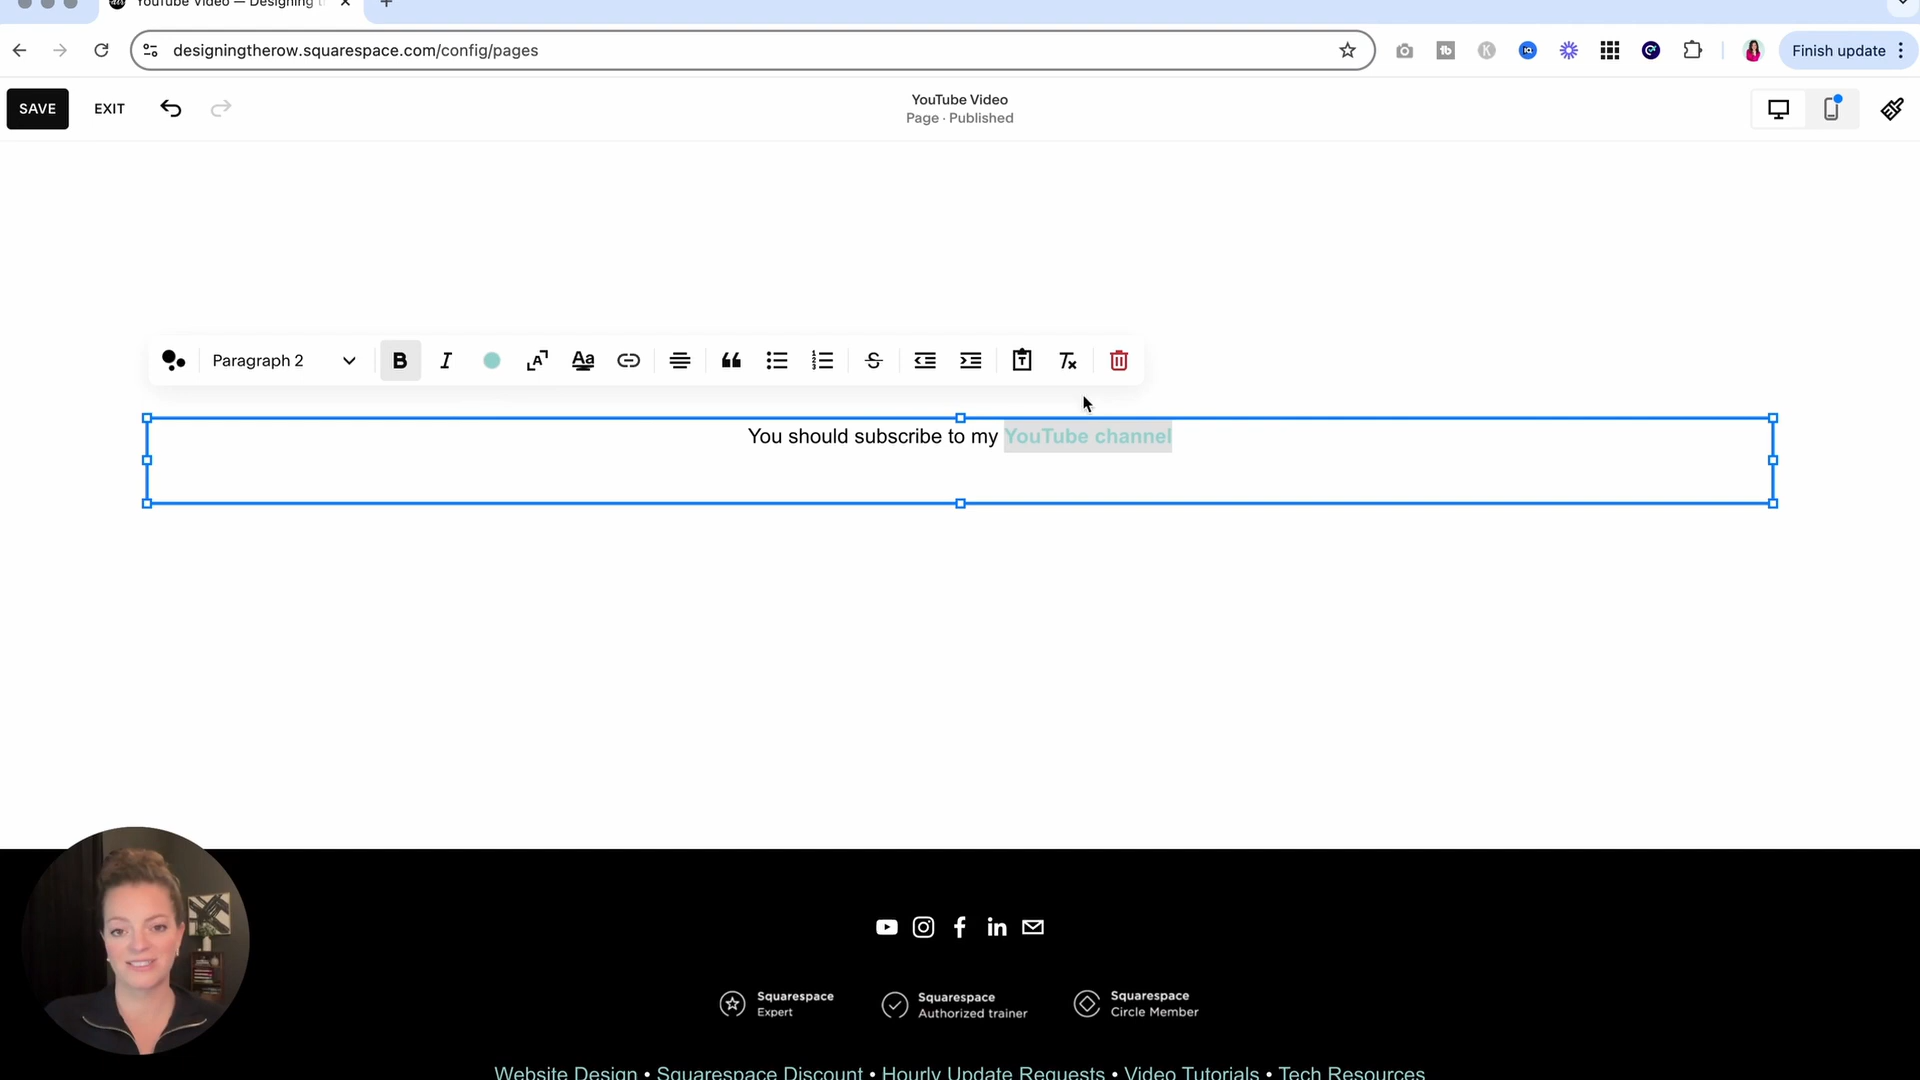 YouTube Video — Designing t
designingtherow.squarespace.com/config/pages
Finish update
SAVE
EXIT
YouTube Video
Page · Published
Paragraph 2
You should subscribe to my YouTube channel
Squarespace
Expert
Squarespace
Authorized trainer
Squarespace
Circle Member
Website Design • Squarespace Discount • Hourly Update Requests • Video Tutorials • Tech Resources